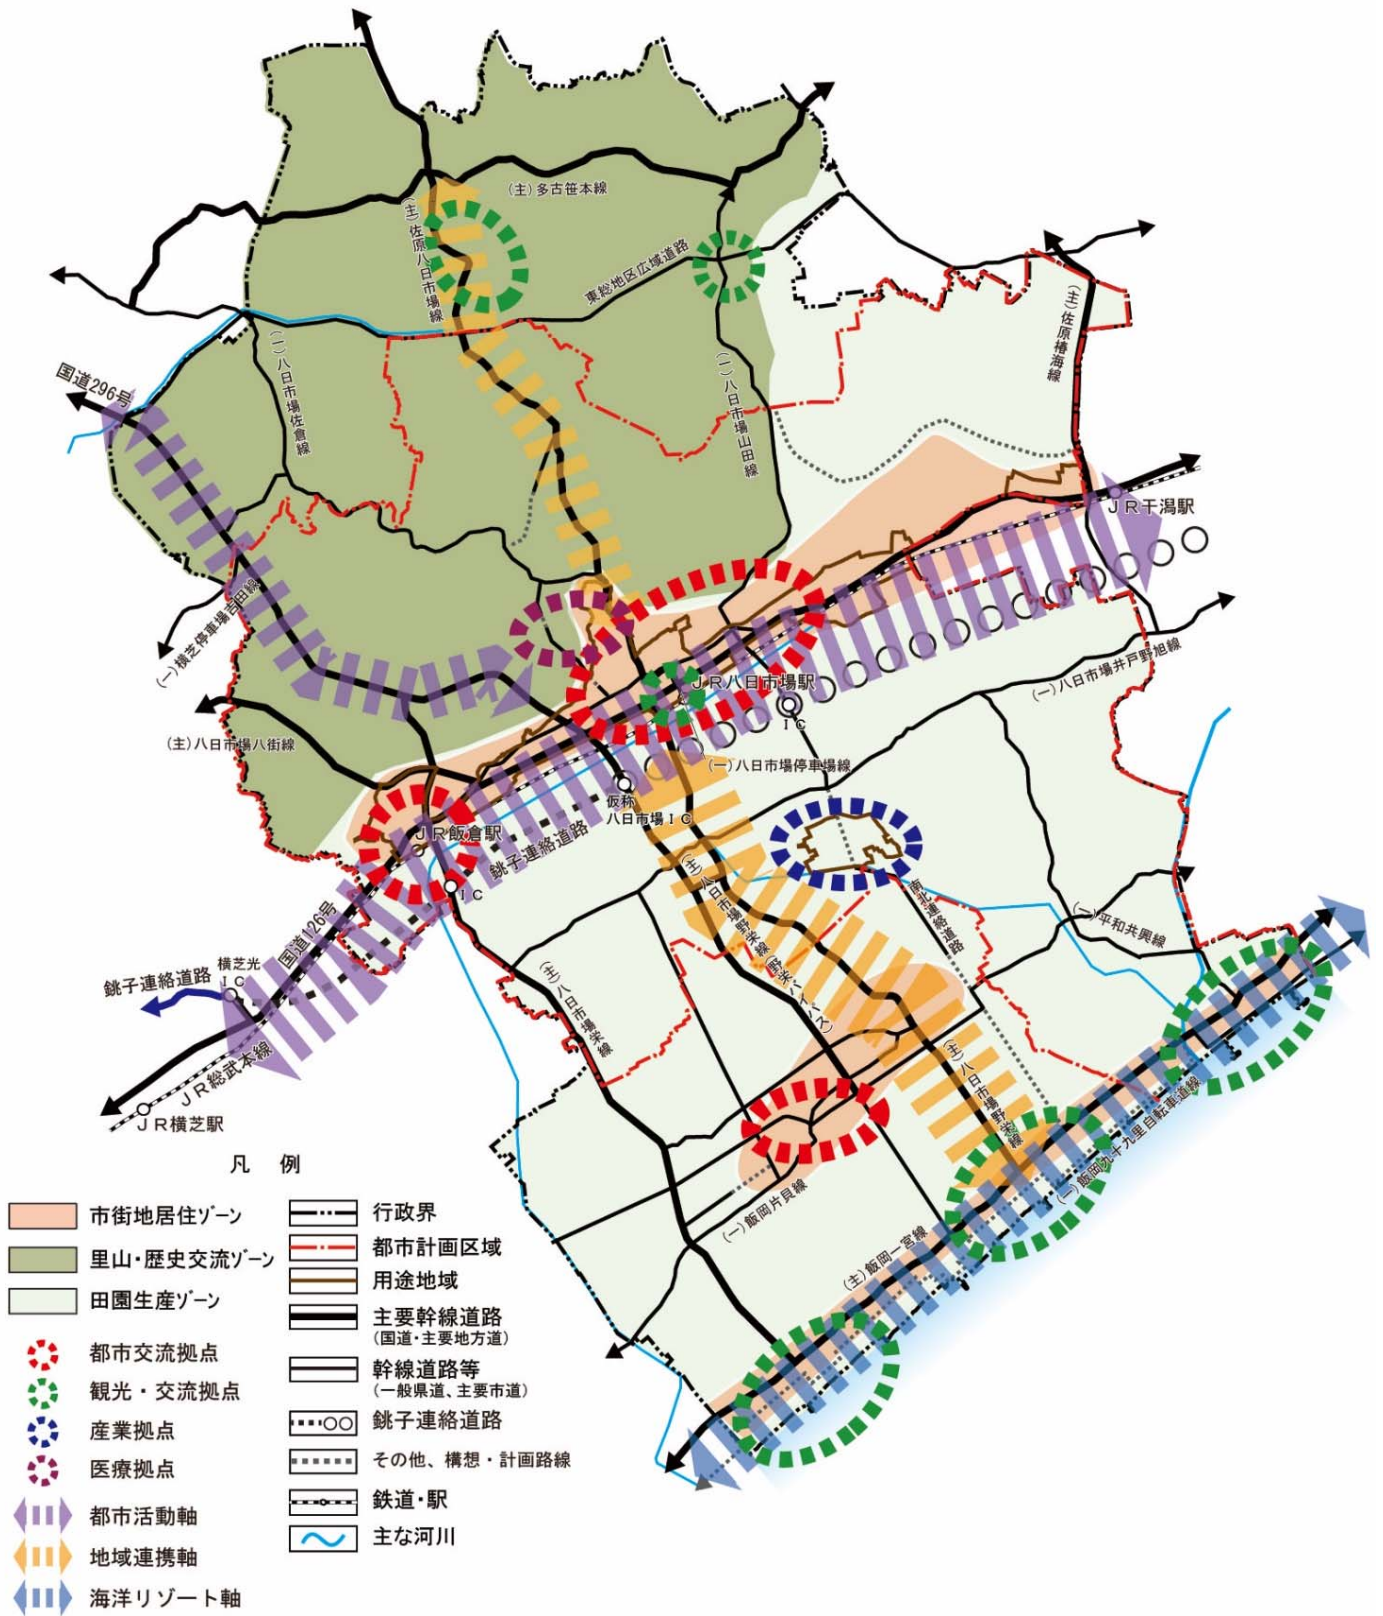 (主)多古笹本線
(主)佐原八日市場線
東総地区広域道路
(主)佐原椿海線
国道296号
(一)八日市場佐倉線
(一)八日市場山田線
JR干潟駅
(一)横芝停車場吉田線
JR八日市場駅
IC
(一)八日市場井戸野旭線
(主)八日市場八街線
(一)八日市場停車場線
仮称
八日市場IC
JR飯倉駅
銚子連絡道路
IC
(主)八日市場野栄線(野栄バイパス)
南北連絡道路
(一)平和共興線
国道126号
銚子連絡道路
横芝光
IC
(主)八日市場栄線
JR総武本線
JR横芝駅
(主)八日市場野栄線
(一)飯岡九十九里自転車道線
(一)飯岡片貝線
(主)飯岡一宮線
凡 例
市街地居住ゾーン
里山・歴史交流ゾーン
田園生産ゾーン
都市交流拠点
観光・交流拠点
産業拠点
医療拠点
都市活動軸
地域連携軸
海洋リゾート軸
行政界
都市計画区域
用途地域
主要幹線道路
(国道・主要地方道)
幹線道路等
(一般県道、主要市道)
銚子連絡道路
その他、構想・計画路線
鉄道・駅
主な河川